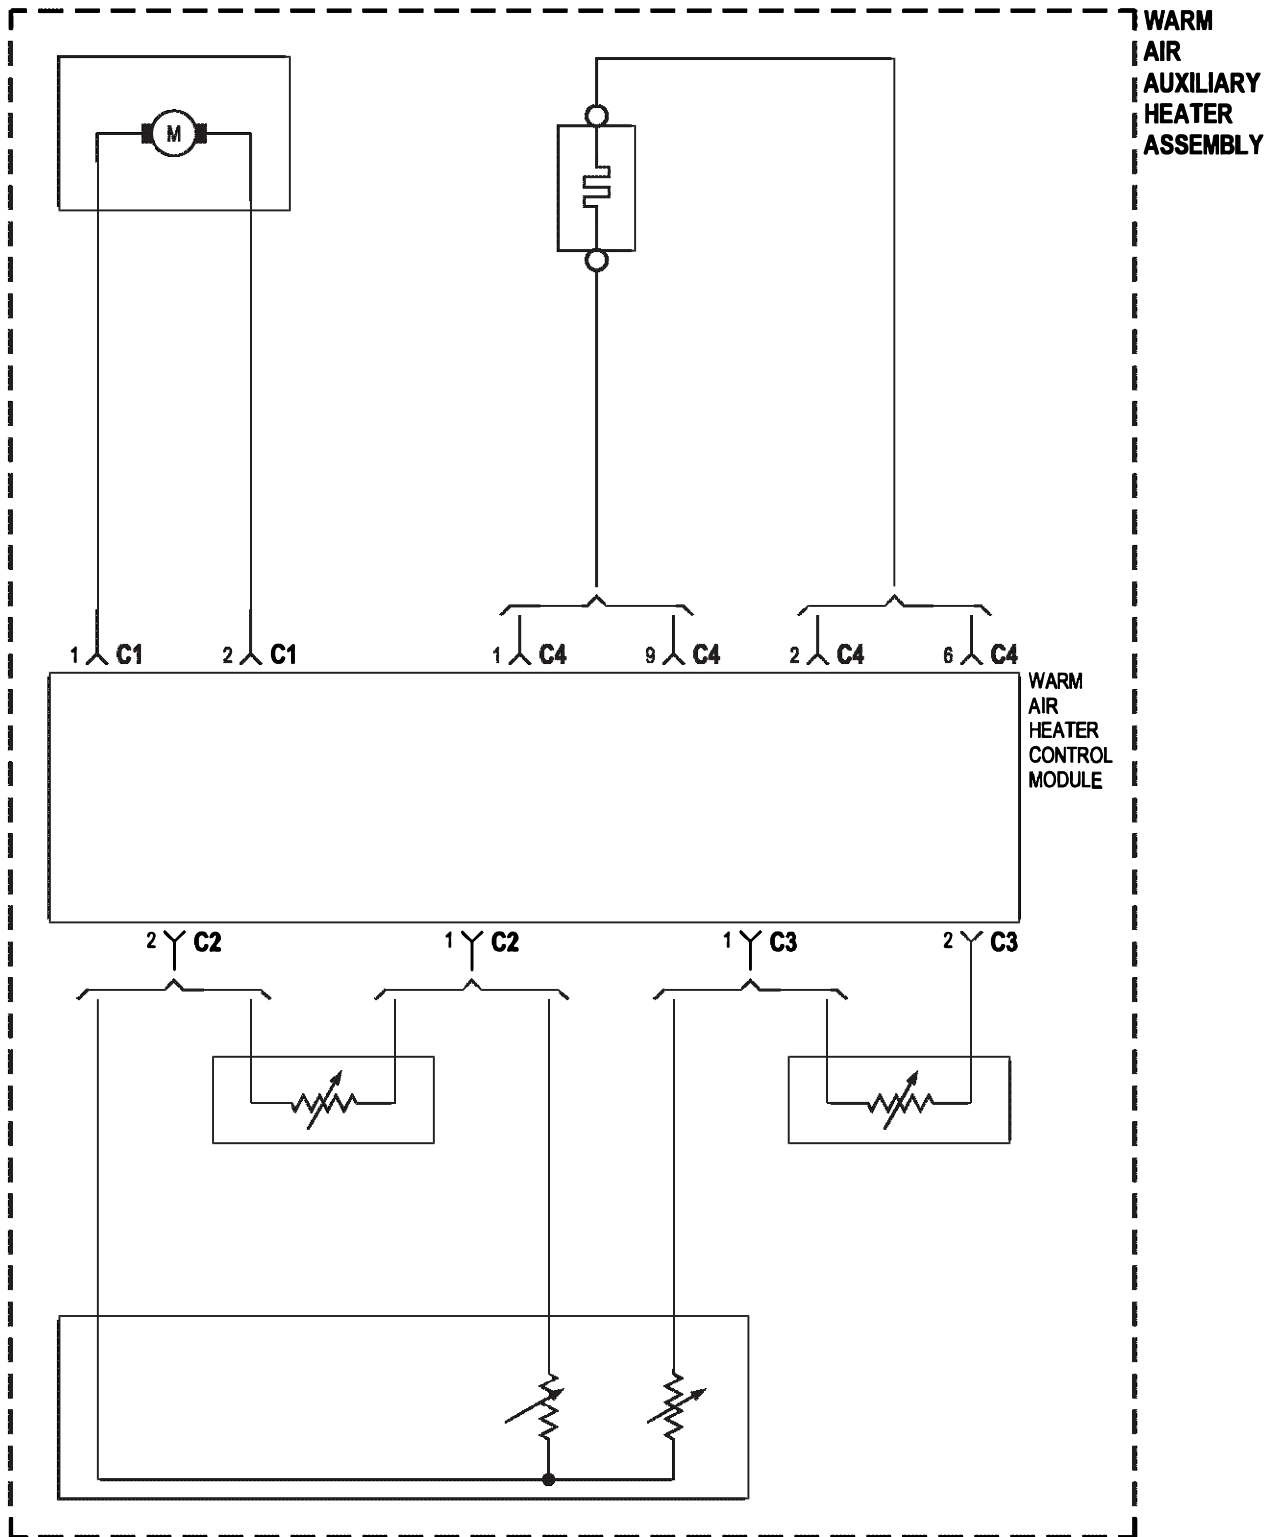 WARM
AIR
AUXILIARY
HEATER
ASSEMBLY
M
1 C1 2 C1 1 C4 9 C4 2 C4 6 C4
WARM
AIR
HEATER
CONTROL
MODULE
2 C2 1 C2 1 C3 2 C3